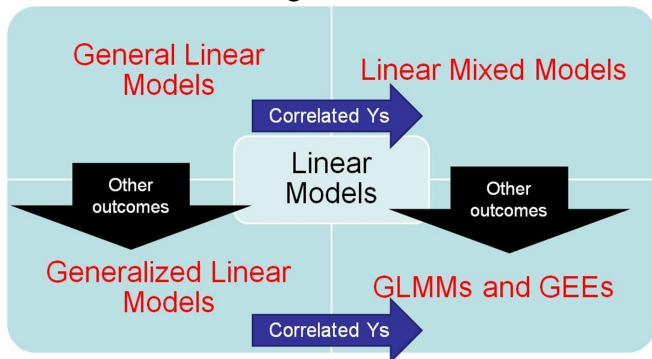 General Linear
Models
Linear Mixed Models
Correlated Ys
Linear
Models
Other
outcomes
Other
outcomes
Generalized Linear
Models
GLMMs and GEEs
Correlated Ys